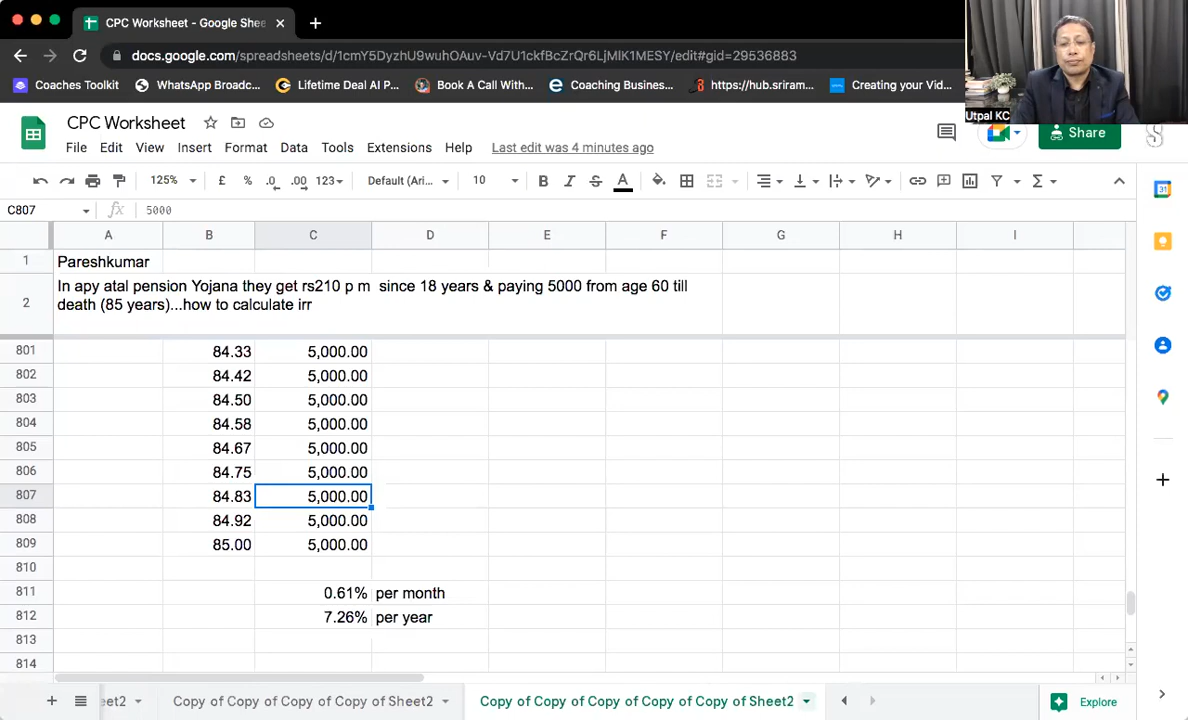 CPC Worksheet - Google Shee
docs.google.com/spreadsheets/d/1cmYoDyzhU9wuhOAuv-Vd7U1ckfBcZrQr6LjMlK1MESY/edit#gid=29536883
Coaches Toolkit WhatsApp Broadc... Lifetime Deal AI P... Book A Call With... Coaching Business... https://hub.sriram... Creating your Vid...
Utpal KC
CPC Worksheet
Share
File Edit View Insert Format Data Tools Extensions Help Last edit was 4 minutes ago
125% £ % .0 .00 123 Default (Ari... 10 B I S A Σ
C807 fx 5000
A B C D E F G H I
1 Pareshkumar
2 In apy atal pension Yojana they get rs210 p m since 18 years & paying 5000 from age 60 till
death (85 years)...how to calculate irr
801 84.33 5,000.00
802 84.42 5,000.00
803 84.50 5,000.00
804 84.58 5,000.00
805 84.67 5,000.00
806 84.75 5,000.00
807 84.83 5,000.00
808 84.92 5,000.00
809 85.00 5,000.00
810
811 0.61% per month
812 7.26% per year
813
814
eet2 Copy of Copy of Copy of Copy of Sheet2 Copy of Copy of Copy of Copy of Copy of Sheet2 Explore